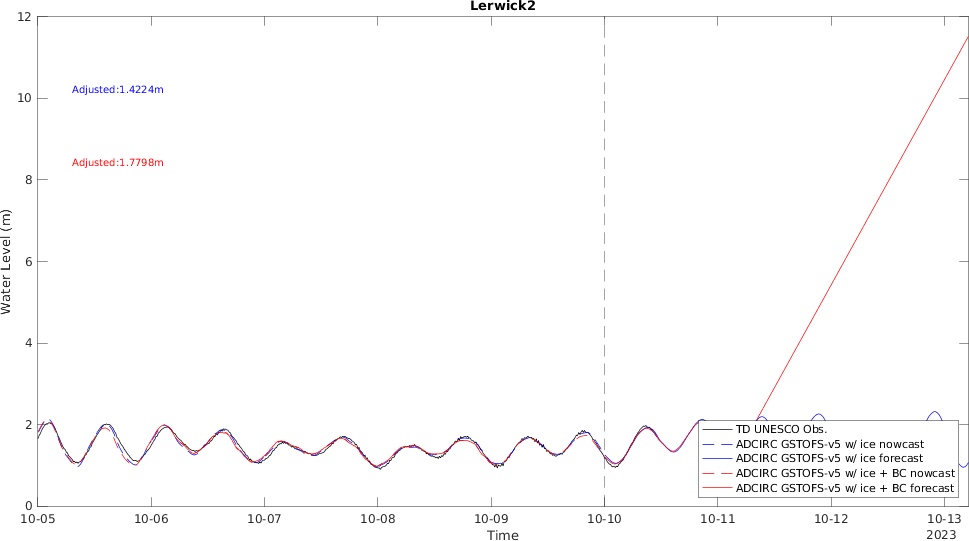 Lerwick2
12
10
8
6
4
2
0
Water Level (m)
Adjusted:1.4224m
Adjusted:1.7798m
TD UNESCO Obs.
ADCIRC GSTOFS-v5 w/ ice nowcast
ADCIRC GSTOFS-v5 w/ ice forecast
ADCIRC GSTOFS-v5 w/ ice + BC nowcast
ADCIRC GSTOFS-v5 w/ ice + BC forecast
10-05 10-06 10-07 10-08 10-09 10-10 10-11 10-12 10-13
Time 2023